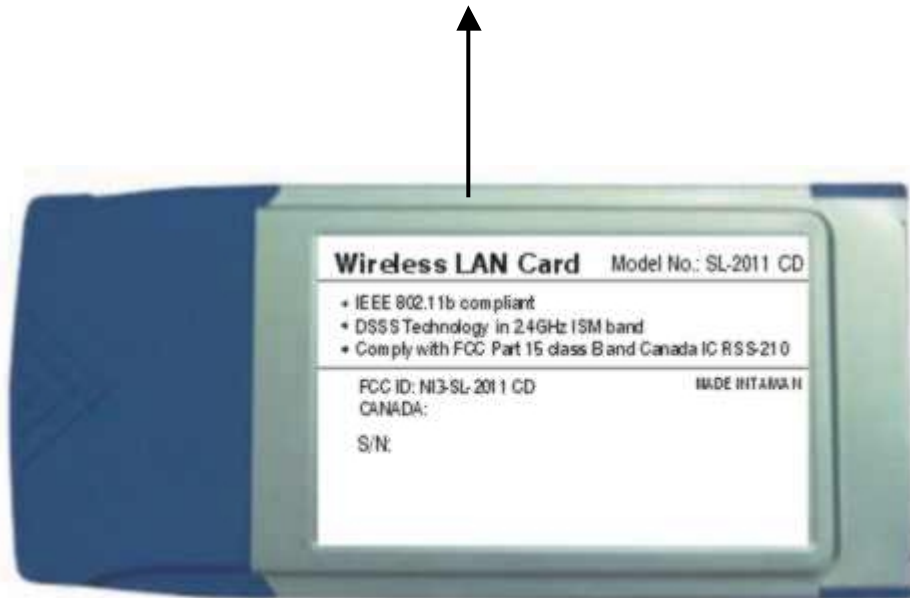 Wireless LAN Card Model No.: SL-2011 CD
• IEEE 802.11b compliant
• DSSS Technology in 2.4GHz ISM band
• Comply with FCC Part 15 class B and Canada IC RSS-210
FCC ID: NI3-SL-2011 CD MADE IN TAIWAN
CANADA:
S/N: